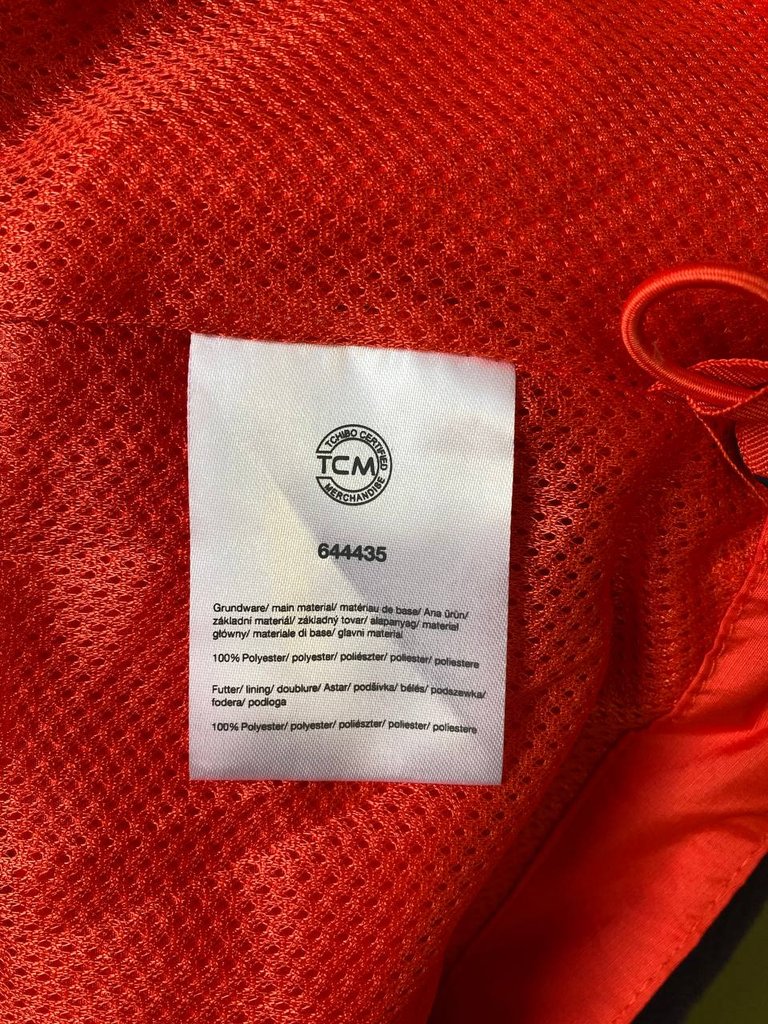 TCHIBO CERTIFIED
TCM
MERCHANDISE
644435
Grundware/ main material/ matériau de base/ Ana ürün/
základní materiál/ základný tovar/ alapanyag/ materiał
główny/ materiale di base/ glavni material
100% Polyester/ polyester/ poliészter/ poliester/ poliestere
Futter/ lining/ doublure/ Astar/ podšívka/ bélés/ podszewka/
fodera/ podloga
100% Polyester/ polyester/ poliészter/ poliester/ poliestere